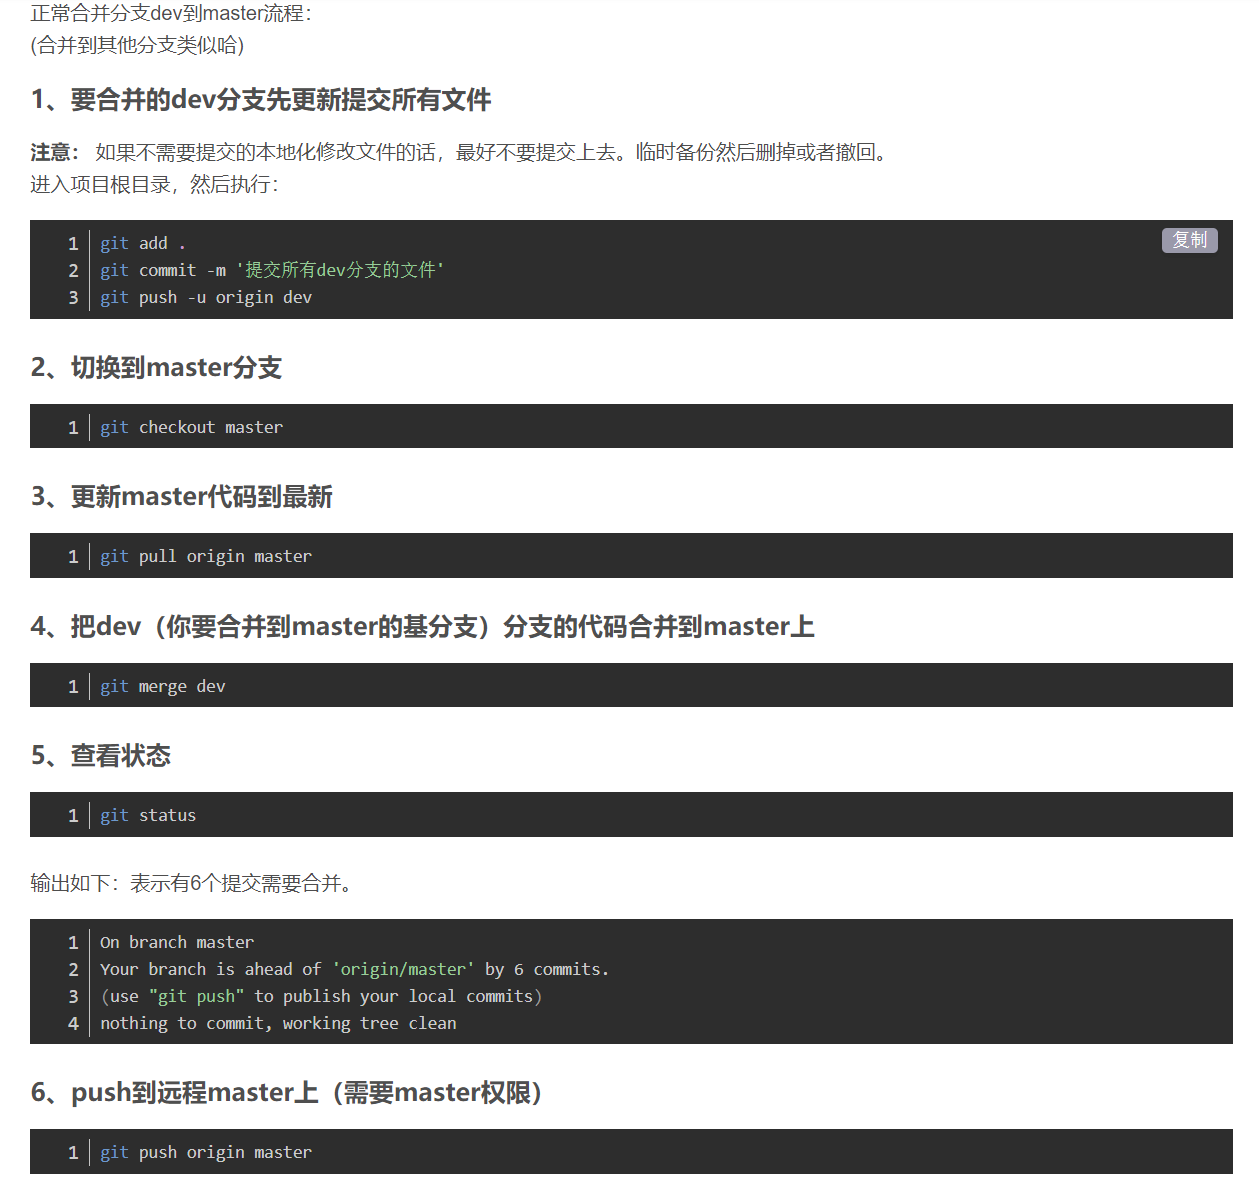 正常合并分支dev到master流程：
(合并到其他分支类似哈)
1、要合并的dev分支先更新提交所有文件
注意： 如果不需要提交的本地化修改文件的话，最好不要提交上去。临时备份然后删掉或者撤回。
进入项目根目录，然后执行：
1 git add .
复制
2 git commit -m '提交所有dev分支的文件'
3 git push -u origin dev
2、切换到master分支
1 git checkout master
3、更新master代码到最新
1 git pull origin master
4、把dev（你要合并到master的基分支）分支的代码合并到master上
1 git merge dev
5、查看状态
1 git status
输出如下：表示有6个提交需要合并。
1 On branch master
2 Your branch is ahead of 'origin/master' by 6 commits.
3 (use "git push" to publish your local commits)
4 nothing to commit, working tree clean
6、push到远程master上（需要master权限）
1 git push origin master